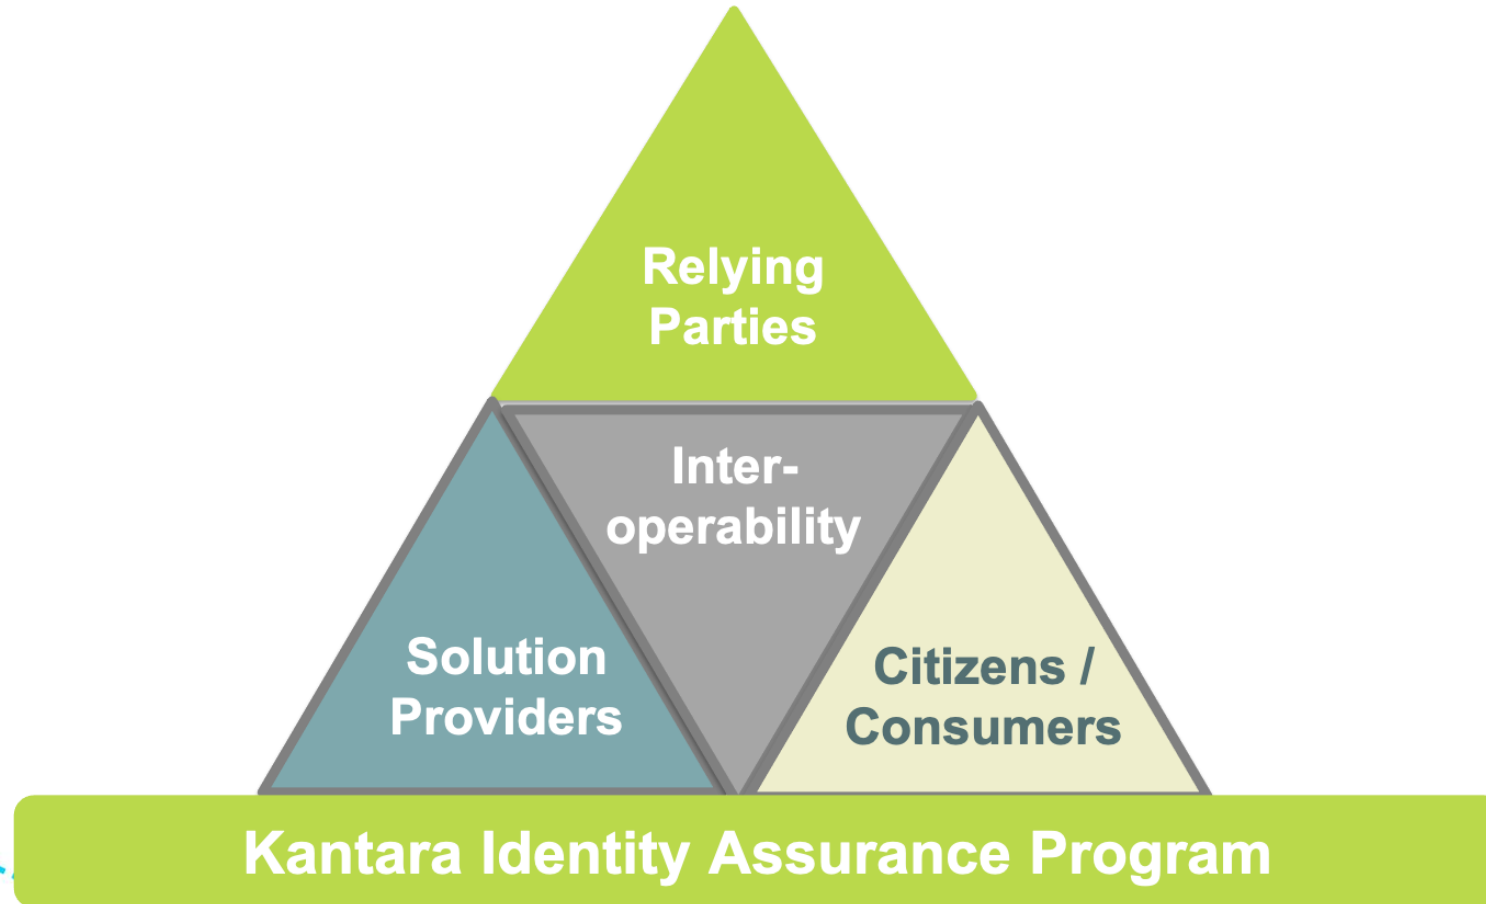 Relying
Parties
Inter-
operability
Solution
Providers
Citizens /
Consumers
Kantara Identity Assurance Program